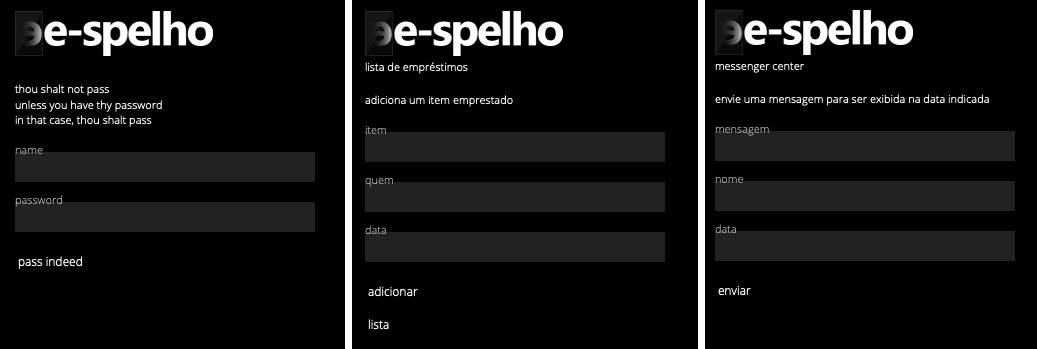 e-spelho
thou shalt not pass
unless you have thy password
in that case, thou shalt pass
name
password
pass indeed
e-spelho
lista de empréstimos
adiciona um item emprestado
item
quem
data
adicionar
lista
e-spelho
messenger center
envie uma mensagem para ser exibida na data indicada
mensagem
nome
data
enviar